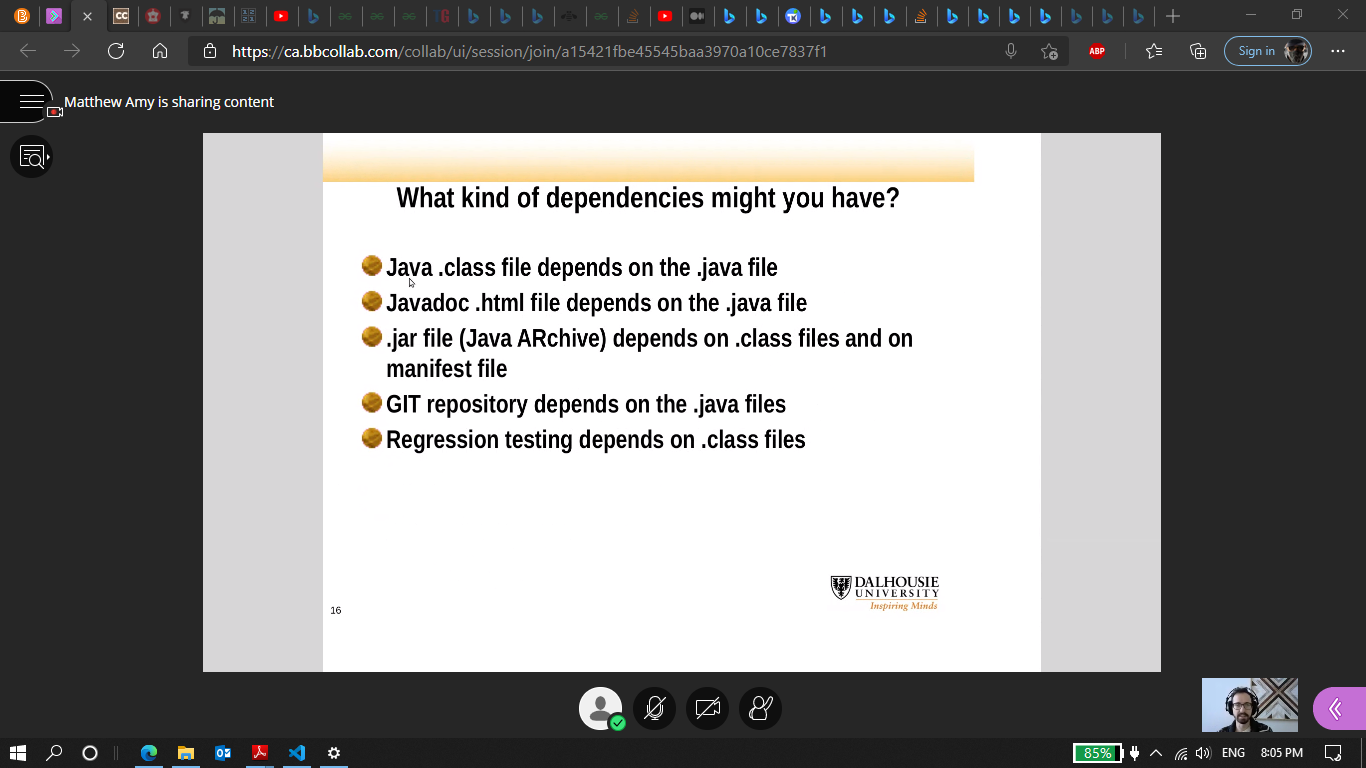 https://ca.bbcollab.com/collab/ui/session/join/a15421fbe45545baa3970a10ce7837f1
ABP
Sign in
Matthew Amy is sharing content
What kind of dependencies might you have?
Java .class file depends on the .java file
Javadoc .html file depends on the .java file
.jar file (Java ARchive) depends on .class files and on
manifest file
GIT repository depends on the .java files
Regression testing depends on .class files
DALHOUSIE
UNIVERSITY
Inspiring Minds
16
85%
ENG
8:05 PM